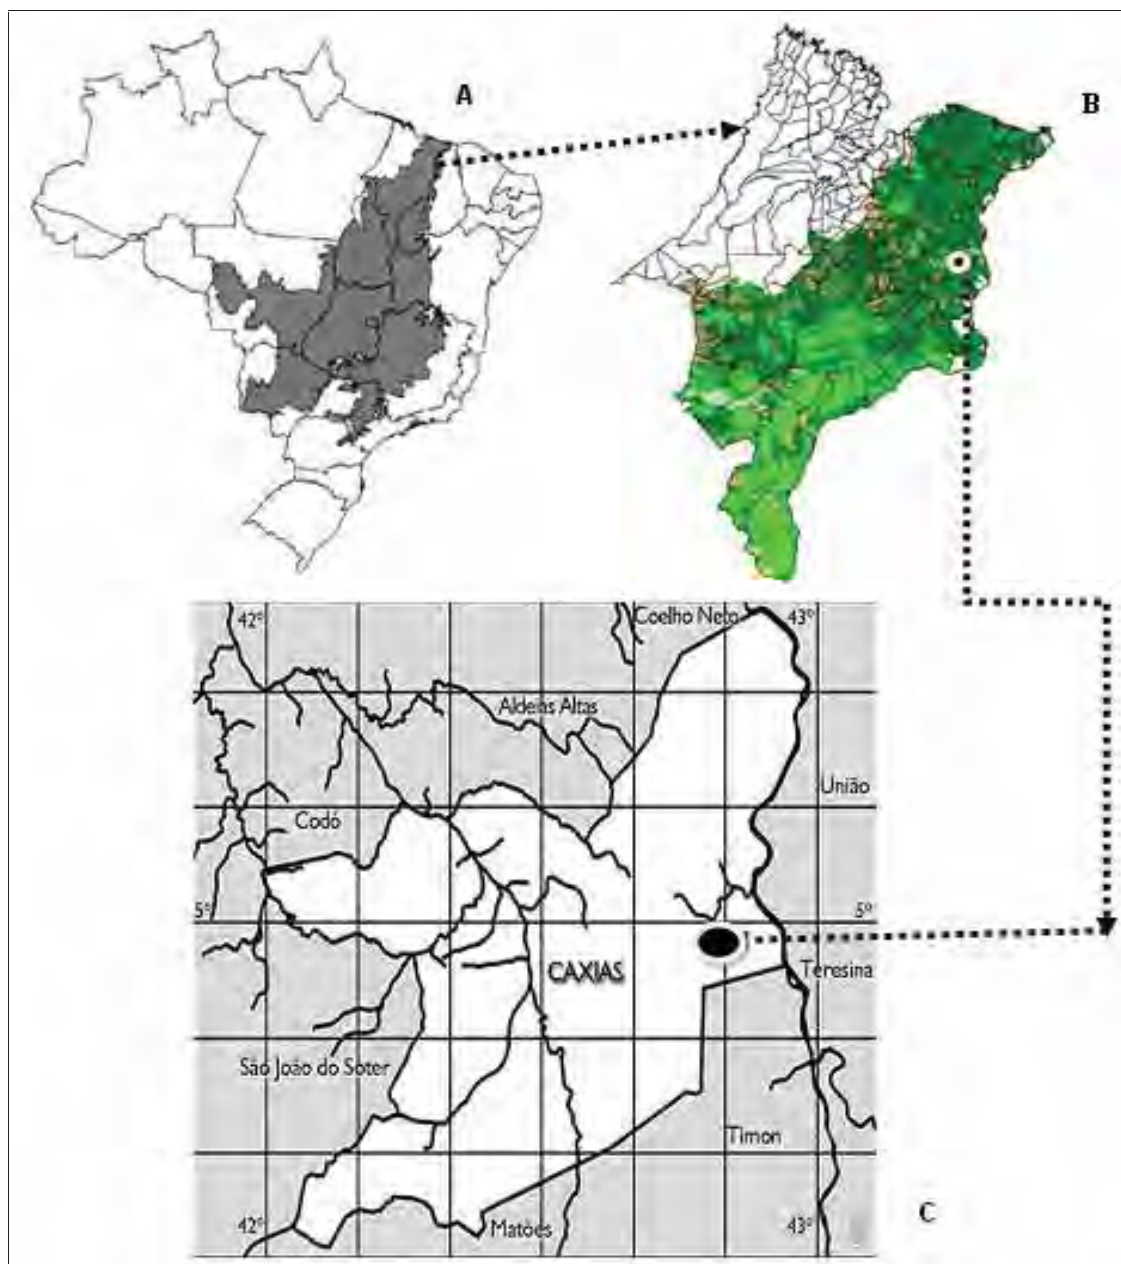 A
B
42°
Coelho Neto
43°
Aldeias Altas
União
Codó
5°
5°
CAXIAS
Teresina
São João do Soter
Timon
42°
Matões
43°
C